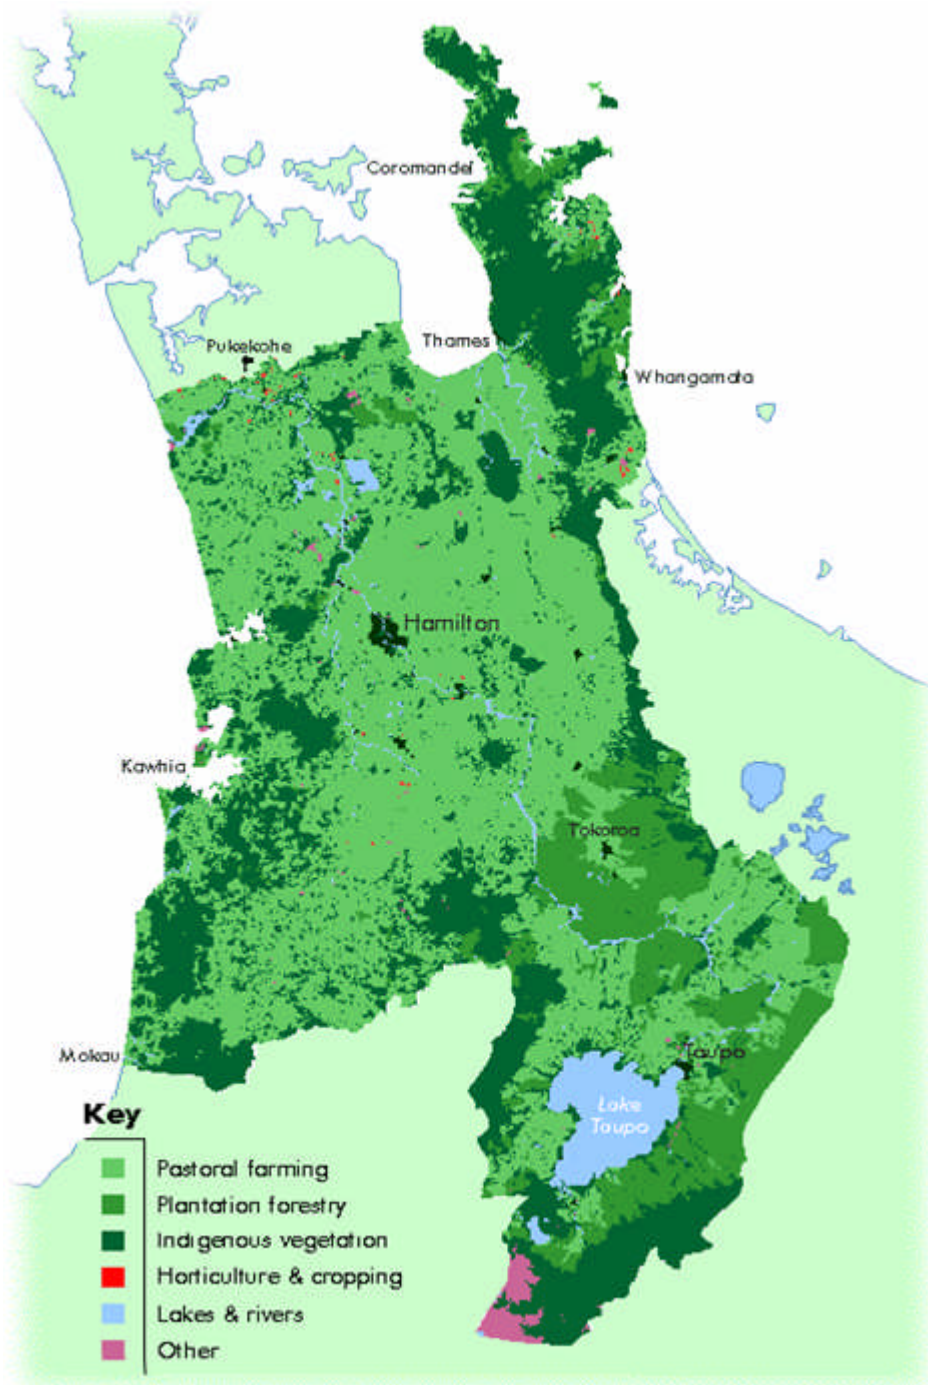 Coromandel
Pukekohe
Thames
Whangamata
Hamilton
Kawhia
Tokoroa
Mokau
Taupo
Lake
Taupo
Key
Pastoral farming
Plantation forestry
Indigenous vegetation
Horticulture & cropping
Lakes & rivers
Other